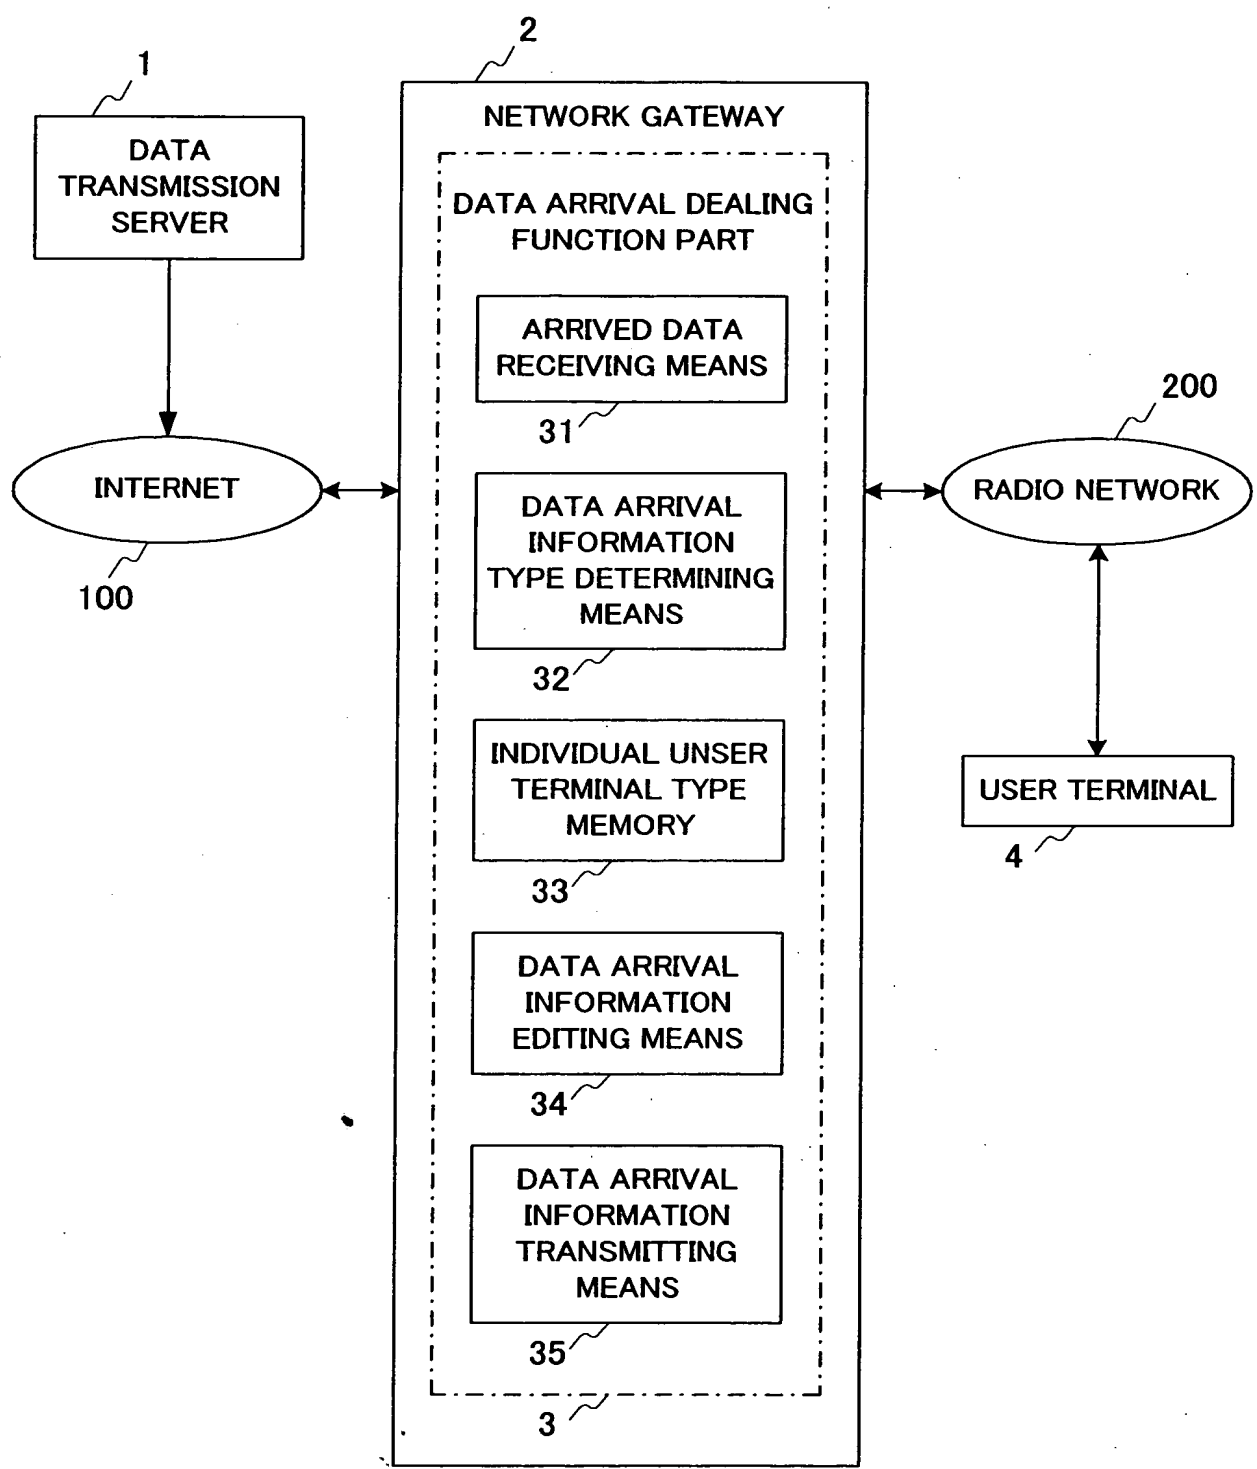 1
DATA
TRANSMISSION
SERVER
INTERNET
100
2
NETWORK GATEWAY
DATA ARRIVAL DEALING
FUNCTION PART
ARRIVED DATA
RECEIVING MEANS
31
DATA ARRIVAL
INFORMATION
TYPE DETERMINING
MEANS
32
INDIVIDUAL UNSER
TERMINAL TYPE
MEMORY
33
DATA ARRIVAL
INFORMATION
EDITING MEANS
34
DATA ARRIVAL
INFORMATION
TRANSMITTING
MEANS
35
3
200
RADIO NETWORK
USER TERMINAL
4